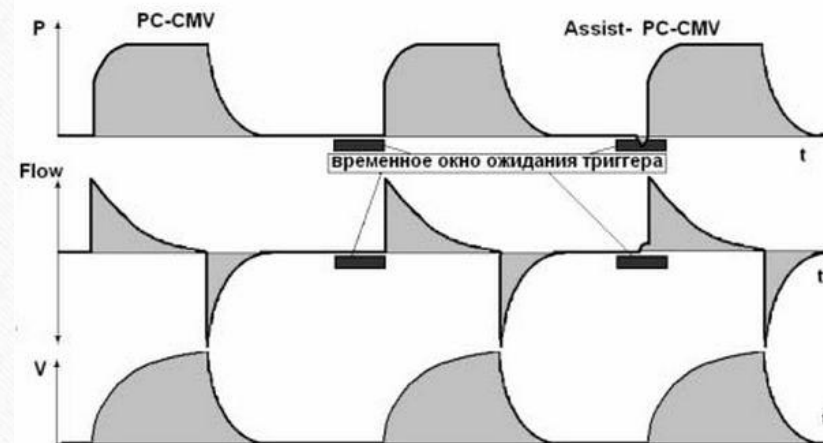 PC-CMV
Assist- PC-CMV
P
t
временное окно ожидания триггера
Flow
t
V
t